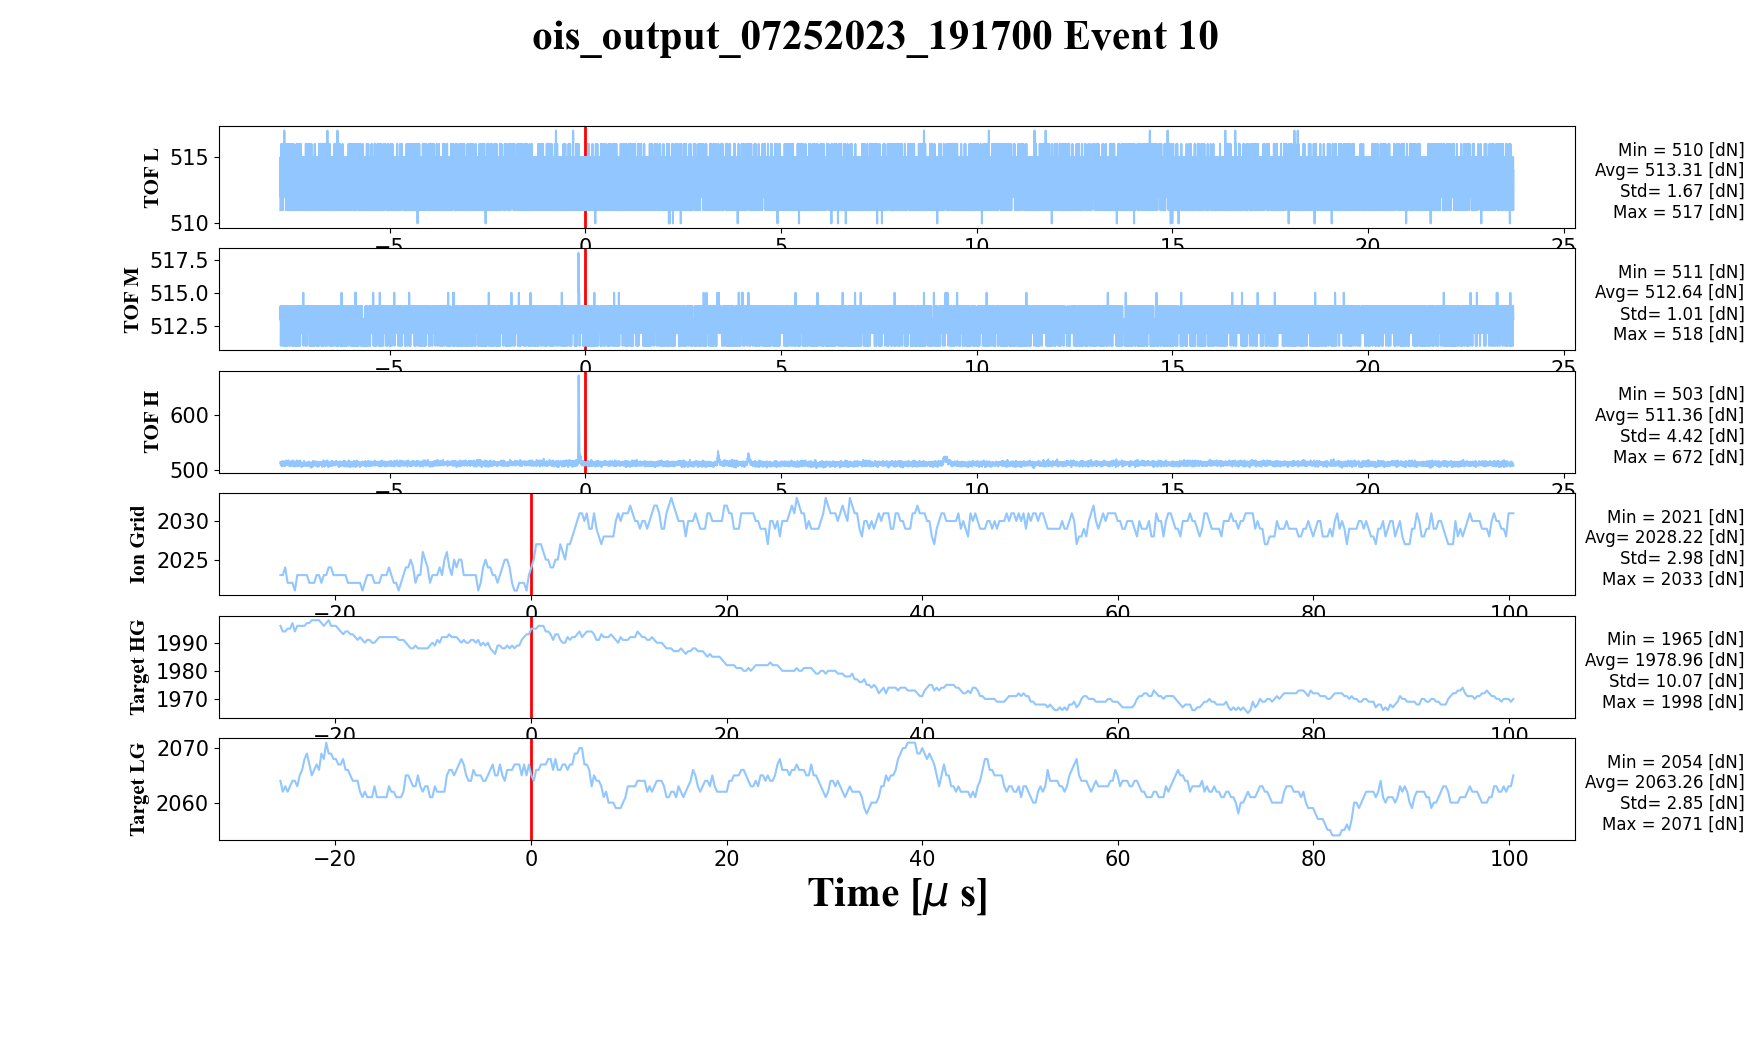 ois_output_07252023_191700 Event 10
TOF L
515
510
−5 0 5 10 15 20 25
Min = 510 [dN]
Avg= 513.31 [dN]
Std= 1.67 [dN]
Max = 517 [dN]
TOF M
517.5
515.0
512.5
−5 0 5 10 15 20 25
Min = 511 [dN]
Avg= 512.64 [dN]
Std= 1.01 [dN]
Max = 518 [dN]
TOF H
600
500
−5 0 5 10 15 20 25
Min = 503 [dN]
Avg= 511.36 [dN]
Std= 4.42 [dN]
Max = 672 [dN]
Ion Grid
2030
2025
−20 0 20 40 60 80 100
Min = 2021 [dN]
Avg= 2028.22 [dN]
Std= 2.98 [dN]
Max = 2033 [dN]
Target HG
1990
1980
1970
−20 0 20 40 60 80 100
Min = 1965 [dN]
Avg= 1978.96 [dN]
Std= 10.07 [dN]
Max = 1998 [dN]
Target LG
2070
2060
−20 0 20 40 60 80 100
Min = 2054 [dN]
Avg= 2063.26 [dN]
Std= 2.85 [dN]
Max = 2071 [dN]
Time [μ s]